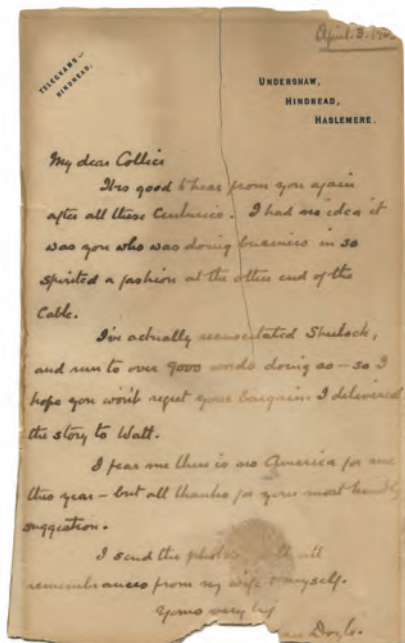 April. 3. 190
TELEGRAMS—
HINDHEAD.
UNDERSHAW,
HINDHEAD,
HASLEMERE.
My dear Collier
It is good to hear from you again
after all these Centuries. I had no idea it
was you who was doing business in so
spirited a fashion at the other end of the
Cable.
I've actually resuscitated Sherlock,
and run to over 9000 words doing so — so I
hope you won't regret your bargain. I delivered
the story to Watt.
I fear me there is no America for me
this year — but all thanks for your most kindly
suggestion.
I send the photo all
remembrances from my wife & myself.
Yours very
Doyle.